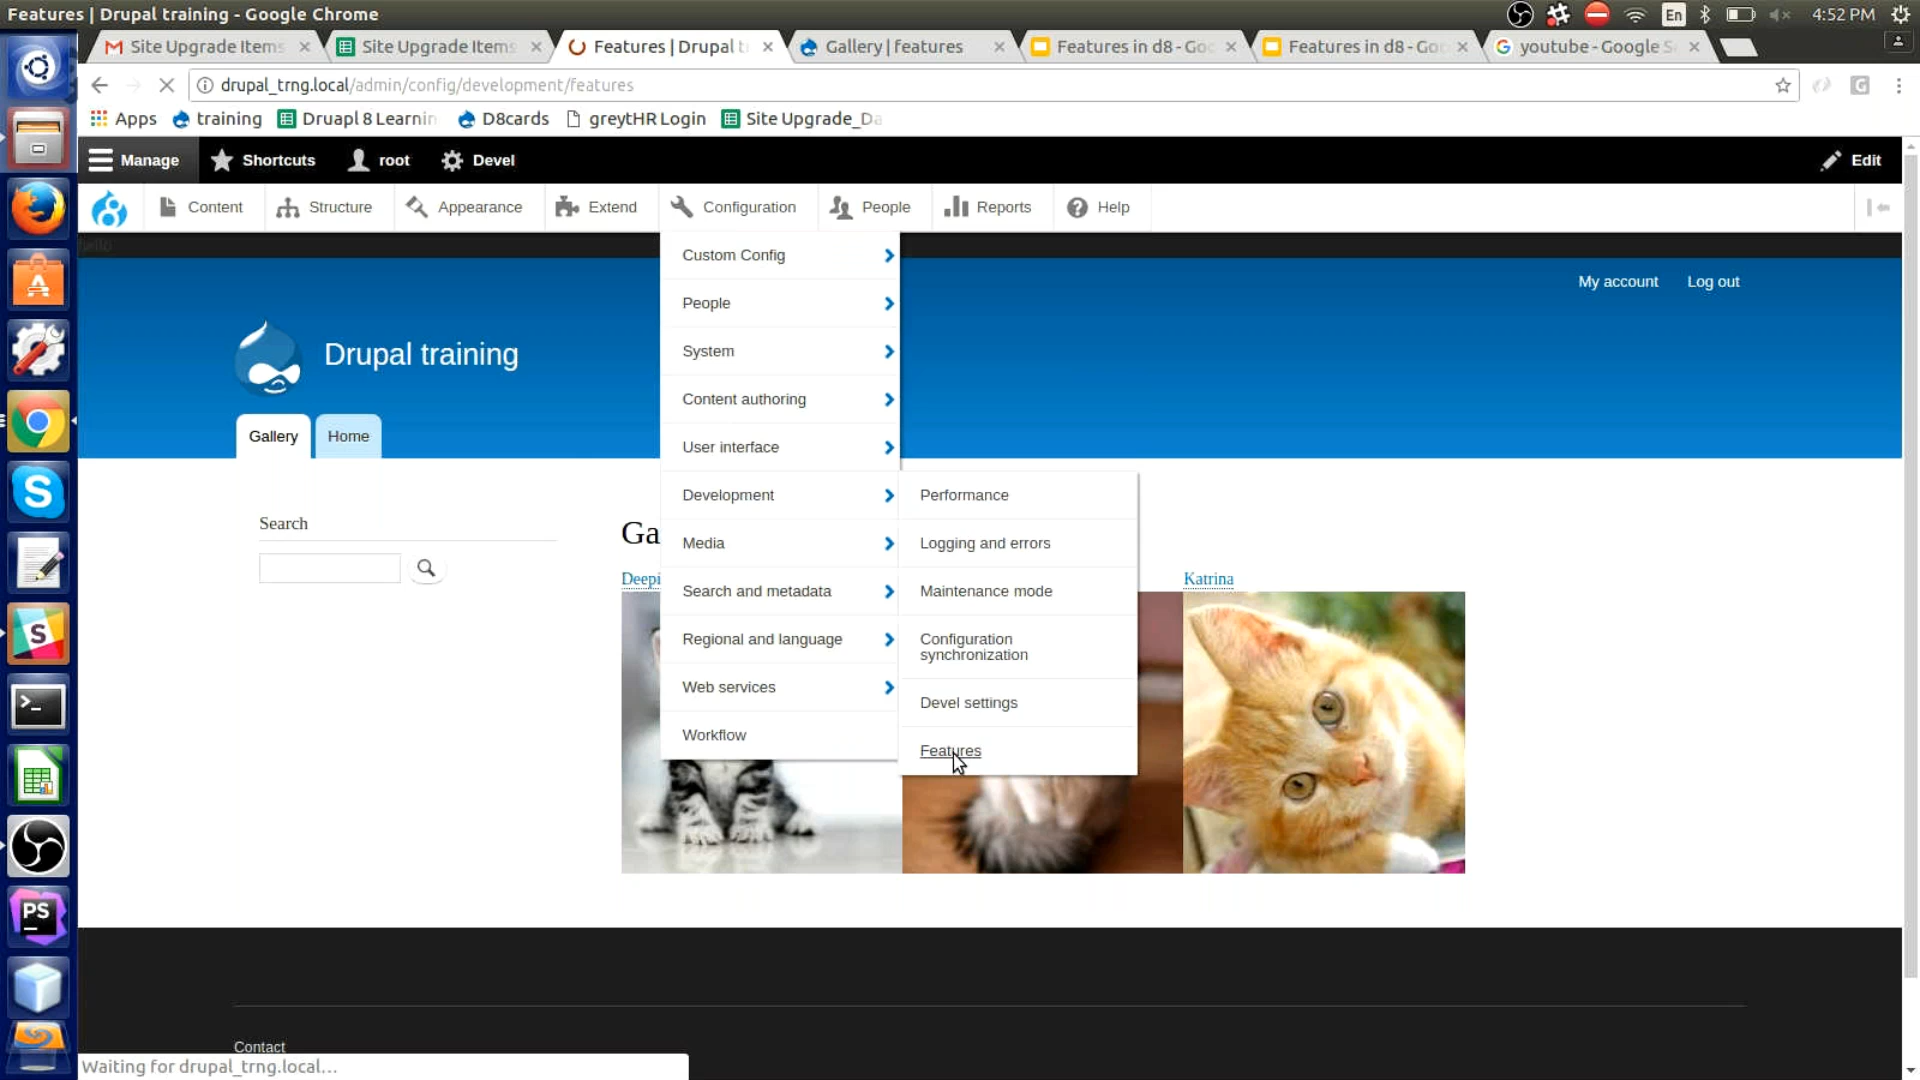 Features | Drupal training - Google Chrome
En
4:52 PM
Site Upgrade Items
Site Upgrade Items
Features | Drupal t
Gallery | features
Features in d8 - Goo
Features in d8 - Goo
youtube - Google S
drupal_trng.local/admin/config/development/features
Apps
training
Druapl 8 Learnin
D8cards
greytHR Login
Site Upgrade_Da
Manage
Shortcuts
root
Devel
Edit
Content
Structure
Appearance
Extend
Configuration
People
Reports
Help
hello
Custom Config
People
System
Content authoring
User interface
Development
Media
Search and metadata
Regional and language
Web services
Workflow
Performance
Logging and errors
Maintenance mode
Configuration
synchronization
Devel settings
Features
My account
Log out
Drupal training
Gallery
Home
Search
Ga
Deepi
Katrina
Contact
Waiting for drupal_trng.local...